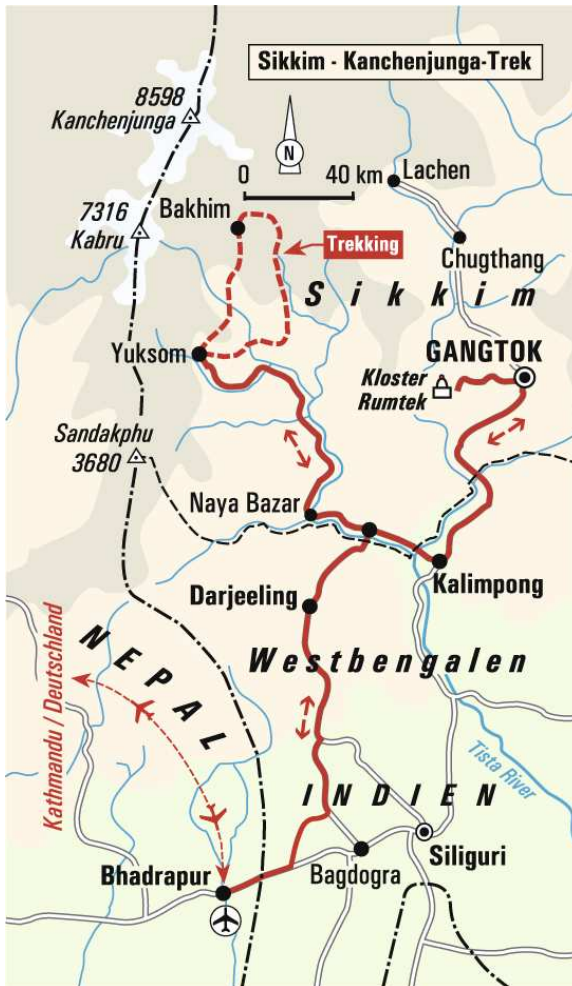 Sikkim - Kanchenjunga-Trek
8598
Kanchenjunga
N
0 40 km
Lachen
7316
Kabru
Bakhim
Trekking
Chugthang
Sikkim
Yuksom
GANGTOK
Kloster
Rumtek
Sandakphu
3680
Naya Bazar
Kalimpong
Darjeeling
NEPAL
Westbengalen
Kathmandu / Deutschland
Tista River
INDIEN
Siliguri
Bhadrapur
Bagdogra